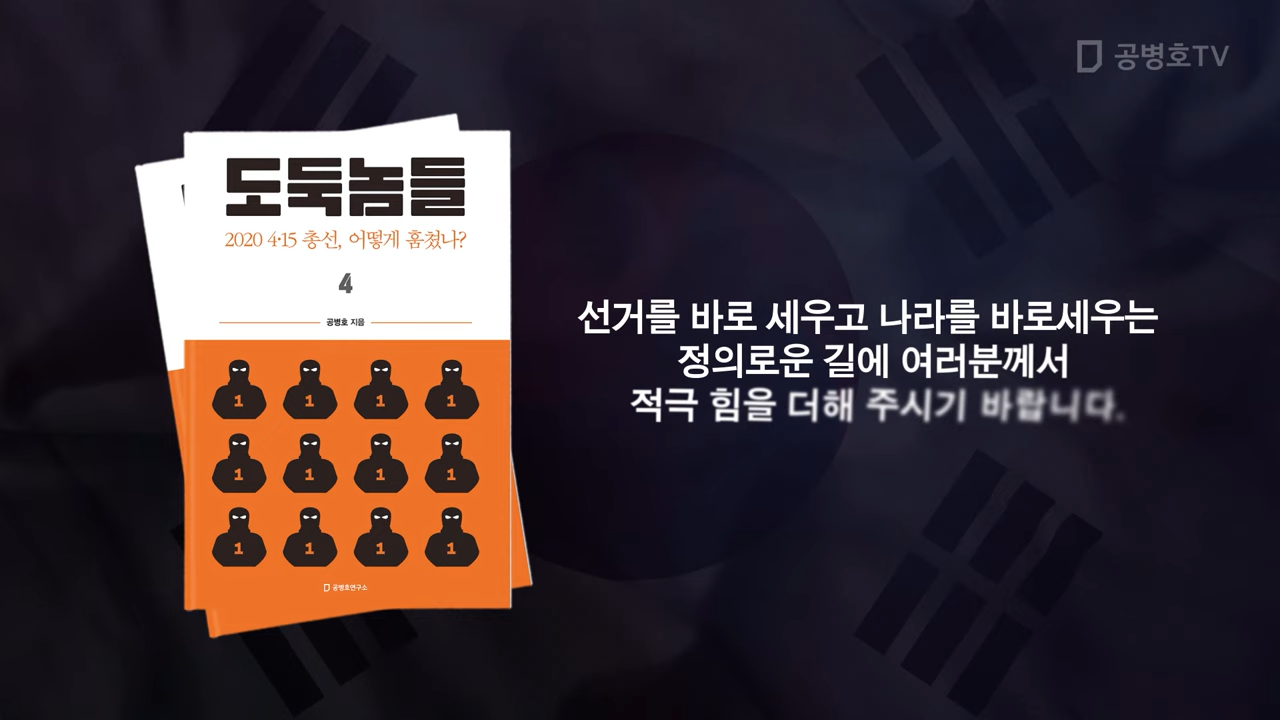 공병호TV
도둑놈들
2020 4·15 총선, 어떻게 훔쳤나?
4
공병호 지음
1 1 1 1
1 1 1 1
1 1 1 1
공병호연구소
선거를 바로 세우고 나라를 바로세우는
정의로운 길에 여러분께서
적극 힘을 더해 주시기 바랍니다.